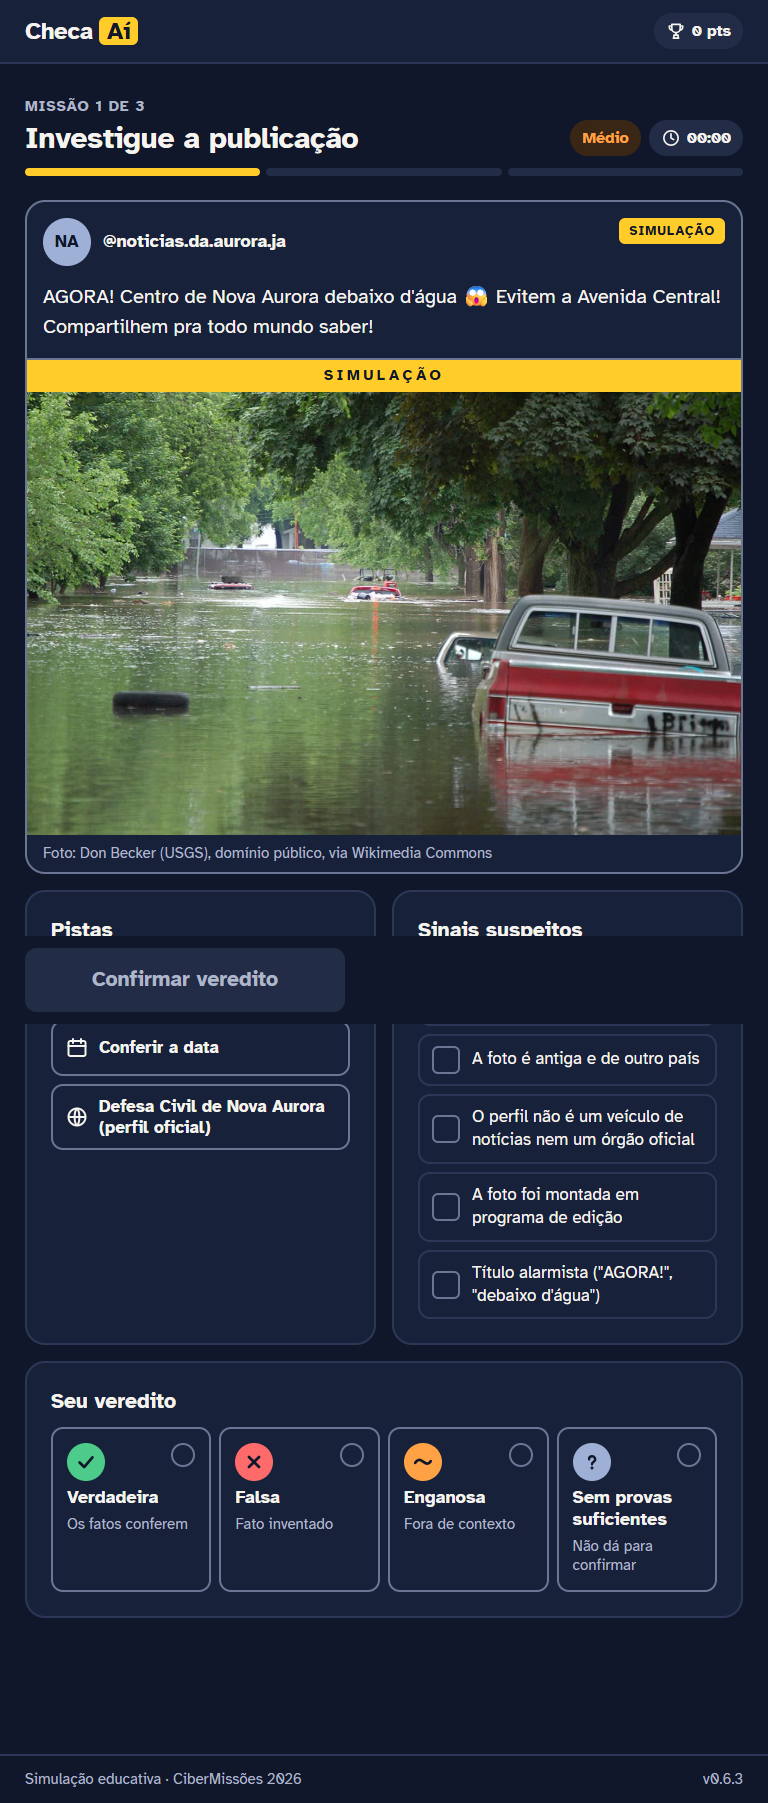 Checa Aí
0 pts
MISSÃO 1 DE 3
Investigue a publicação
Médio
00:00
NA
@noticias.da.aurora.ja
SIMULAÇÃO
AGORA! Centro de Nova Aurora debaixo d'água 😱 Evitem a Avenida Central!
Compartilhem pra todo mundo saber!
SIMULAÇÃO
Foto: Don Becker (USGS), domínio público, via Wikimedia Commons
Pistas
Sinais suspeitos
Confirmar veredito
Conferir a data
Defesa Civil de Nova Aurora
(perfil oficial)
A foto é antiga e de outro país
O perfil não é um veículo de
notícias nem um órgão oficial
A foto foi montada em
programa de edição
Título alarmista ("AGORA!",
"debaixo d'água")
Seu veredito
Verdadeira
Os fatos conferem
Falsa
Fato inventado
Enganosa
Fora de contexto
Sem provas
suficientes
Não dá para
confirmar
Simulação educativa · CiberMissões 2026
v0.6.3